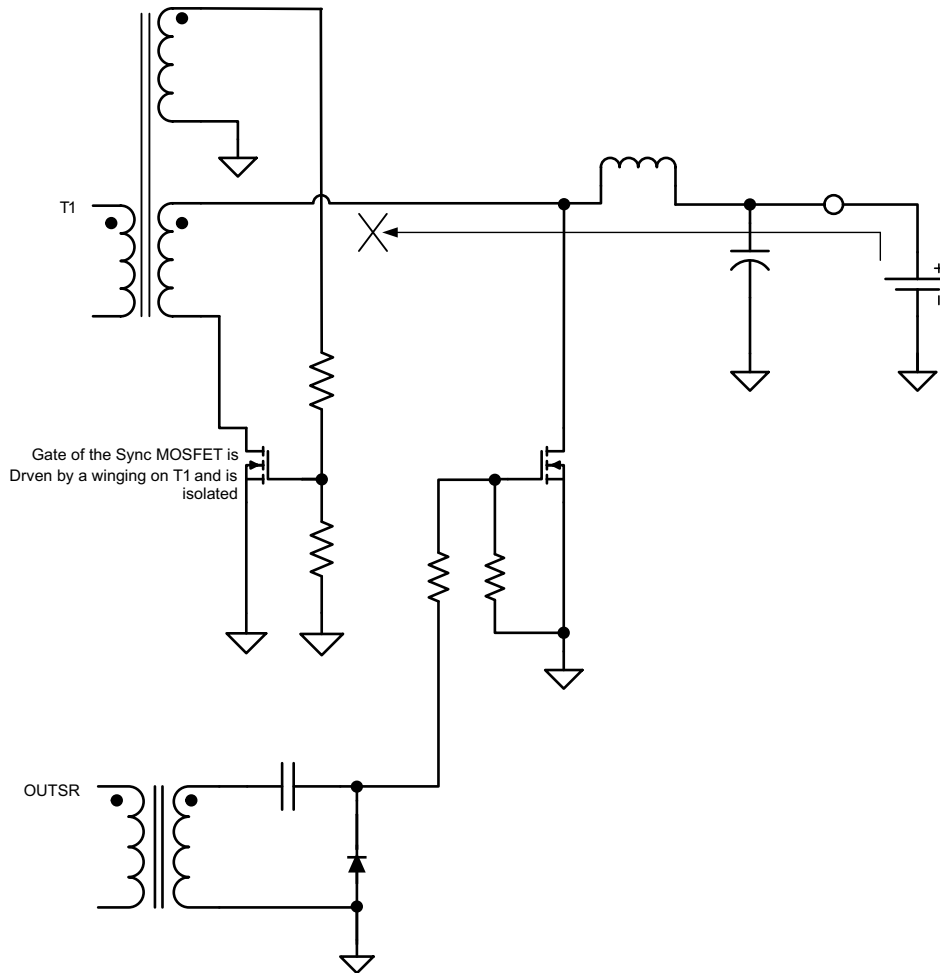 T1
+
-
Gate of the Sync MOSFET is
Drven by a winging on T1 and is
isolated
OUTSR